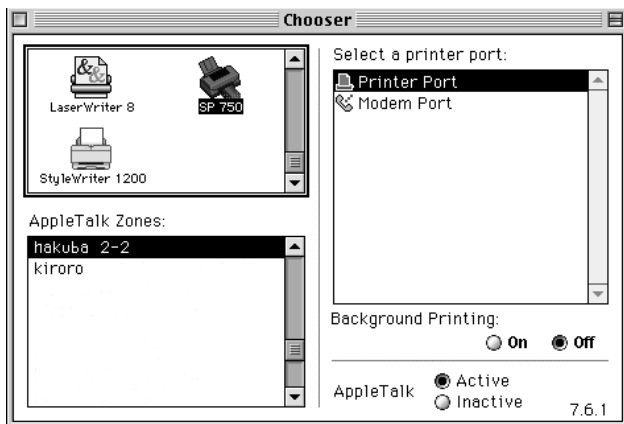 Chooser
LaserWriter 8
SP 750
StyleWriter 1200
AppleTalk Zones:
hakuba 2-2
kiroro
Select a printer port:
Printer Port
Modem Port
Background Printing:
On Off
AppleTalk
Active
Inactive
7.6.1